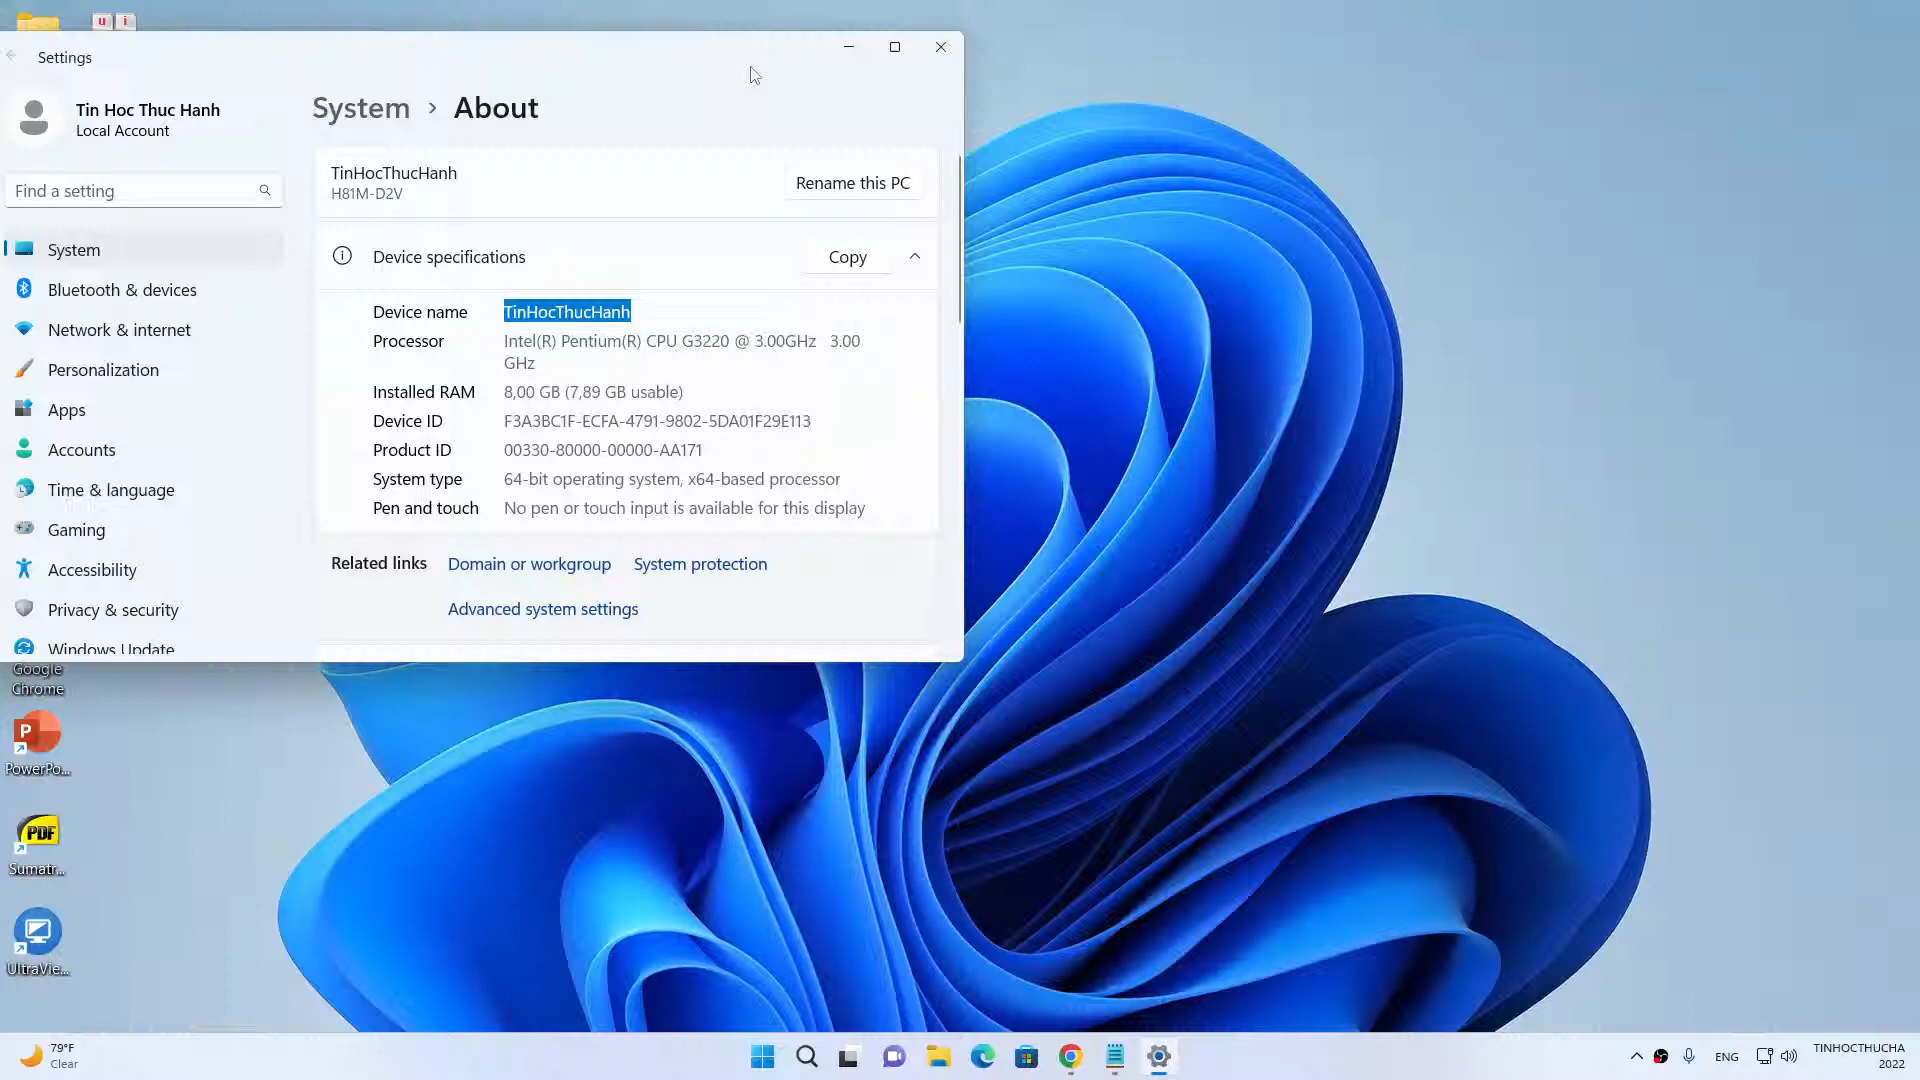 u i
Settings
Tin Hoc Thuc Hanh
Local Account
Find a setting
System
Bluetooth & devices
Network & internet
Personalization
Apps
Accounts
Time & language
Gaming
Accessibility
Privacy & security
Windows Update
System › About
TinHocThucHanh
H81M-D2V
Rename this PC
Device specifications
Copy
Device name TinHocThucHanh
Processor Intel(R) Pentium(R) CPU G3220 @ 3.00GHz 3.00
GHz
Installed RAM 8,00 GB (7,89 GB usable)
Device ID F3A3BC1F-ECFA-4791-9802-5DA01F29E113
Product ID 00330-80000-00000-AA171
System type 64-bit operating system, x64-based processor
Pen and touch No pen or touch input is available for this display
Related links Domain or workgroup System protection
Advanced system settings
Google
Chrome
P
PowerPo...
PDF
Sumatr...
UltraVie...
79°F
Clear
ENG
TINHOCTHUCHA
2022